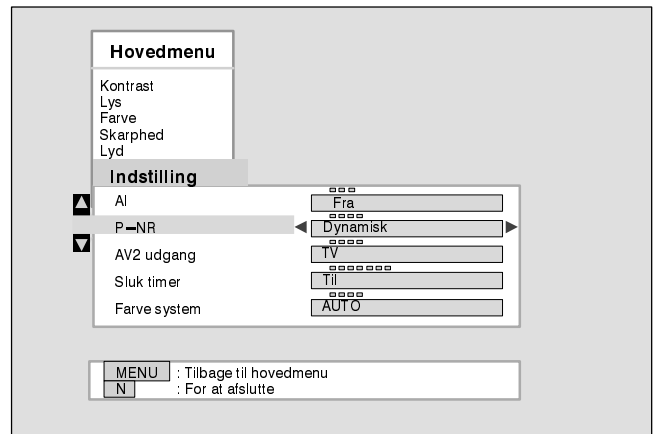 Hovedmenu
Kontrast
Lys
Farve
Skarphed
Lyd
Indstilling
AI Fra
P-NR Dynamisk
AV2 udgang TV
Sluk timer Til
Farve system AUTO
MENU : Tilbage til hovedmenu
N : For at afslutte